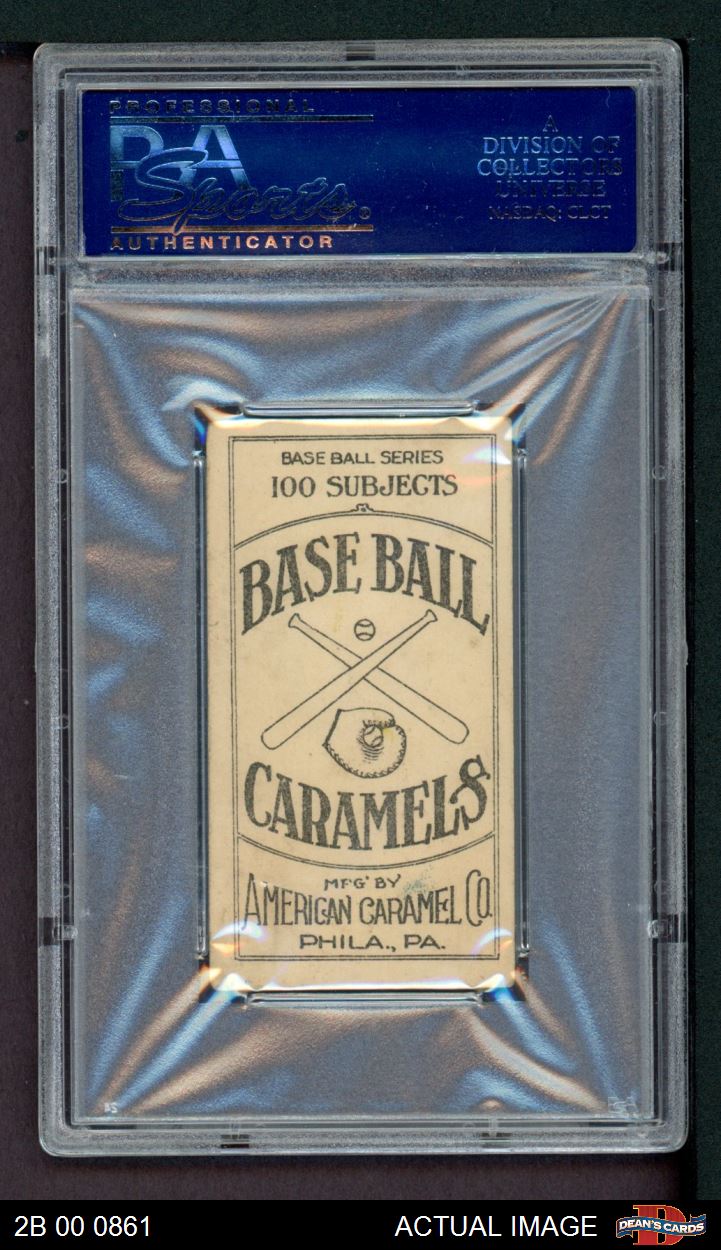 PROFESSIONAL
PSA
Sports ®
AUTHENTICATOR
A
DIVISION OF
COLLECTORS
UNIVERSE
NASDAQ: CLCT
BASE BALL SERIES
100 SUBJECTS
BASE BALL
CARAMELS
MF'G' BY
AMERICAN CARAMEL CO.
PHILA., PA.
2B 00 0861
ACTUAL IMAGE
D
DEAN'S CARDS